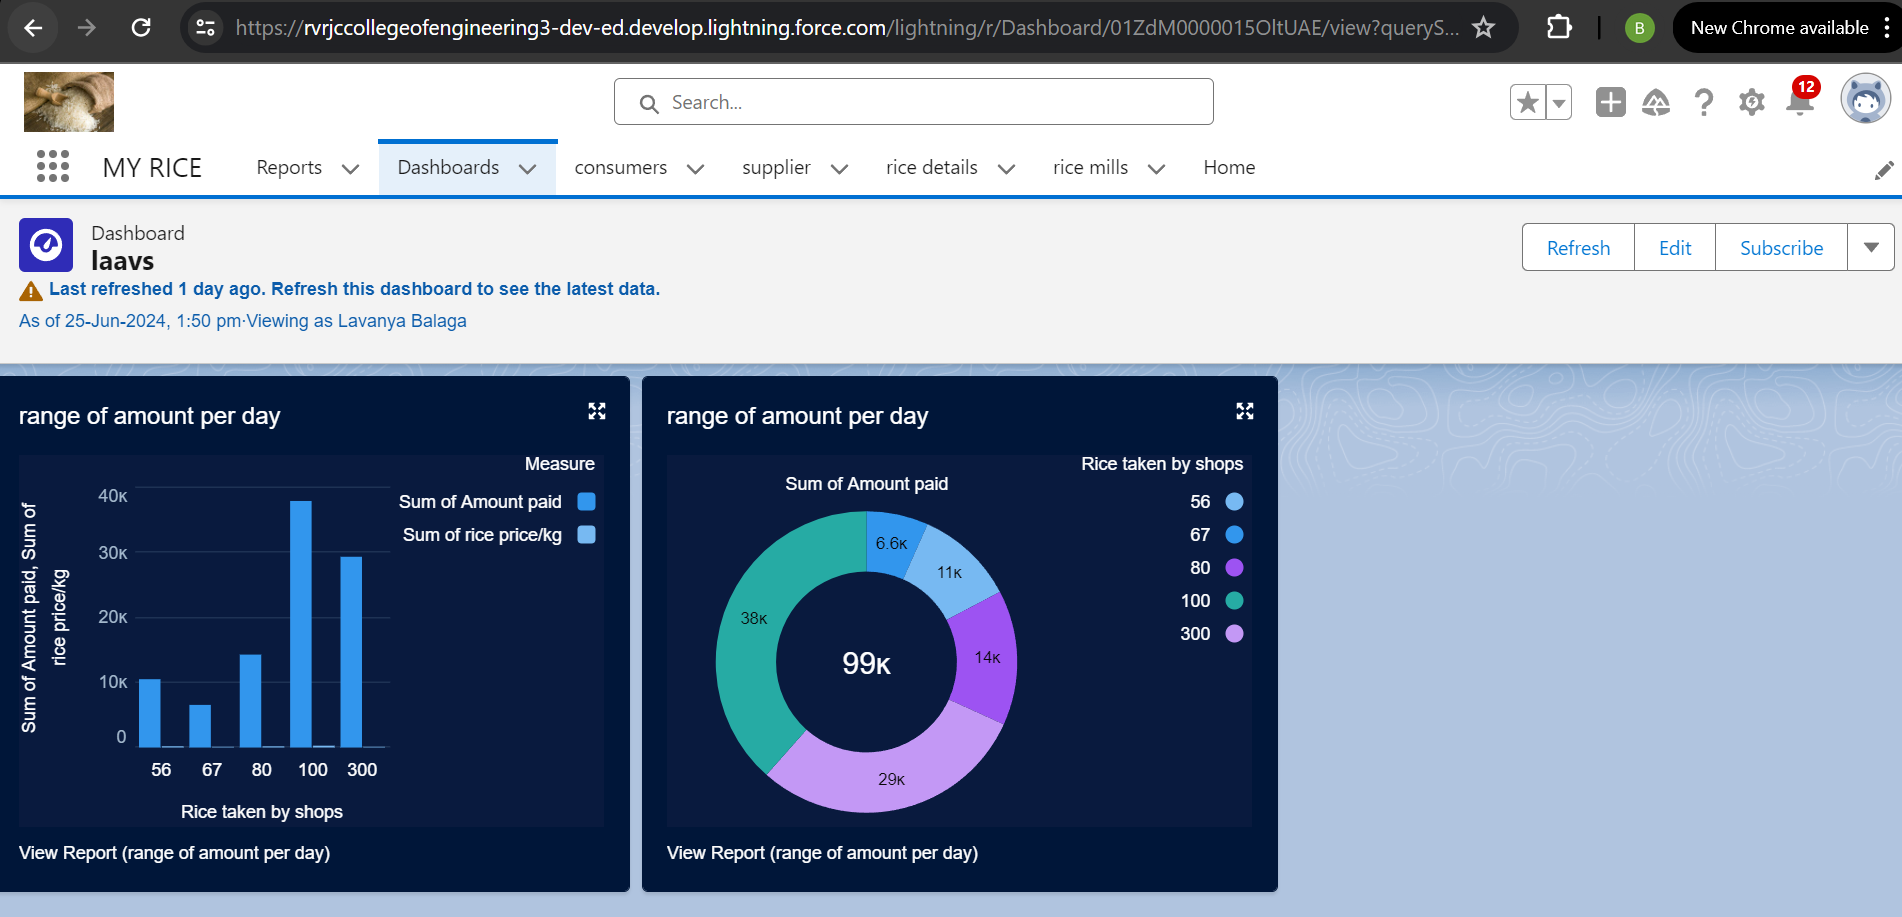 https://rvrjccollegeofengineering3-dev-ed.develop.lightning.force.com/lightning/r/Dashboard/01ZdM0000015OltUAE/view?queryS...
B
New Chrome available
Search...
12
MY RICE
Reports
Dashboards
consumers
supplier
rice details
rice mills
Home
Dashboard
laavs
Last refreshed 1 day ago. Refresh this dashboard to see the latest data.
As of 25-Jun-2024, 1:50 pm·Viewing as Lavanya Balaga
Refresh
Edit
Subscribe
range of amount per day
Measure
Sum of Amount paid
Sum of rice price/kg
Sum of Amount paid, Sum of
rice price/kg
40K
30K
20K
10K
0
56
67
80
100
300
Rice taken by shops
View Report (range of amount per day)
range of amount per day
Rice taken by shops
56
67
80
100
300
Sum of Amount paid
6.6K
11K
14K
29K
38K
99K
View Report (range of amount per day)